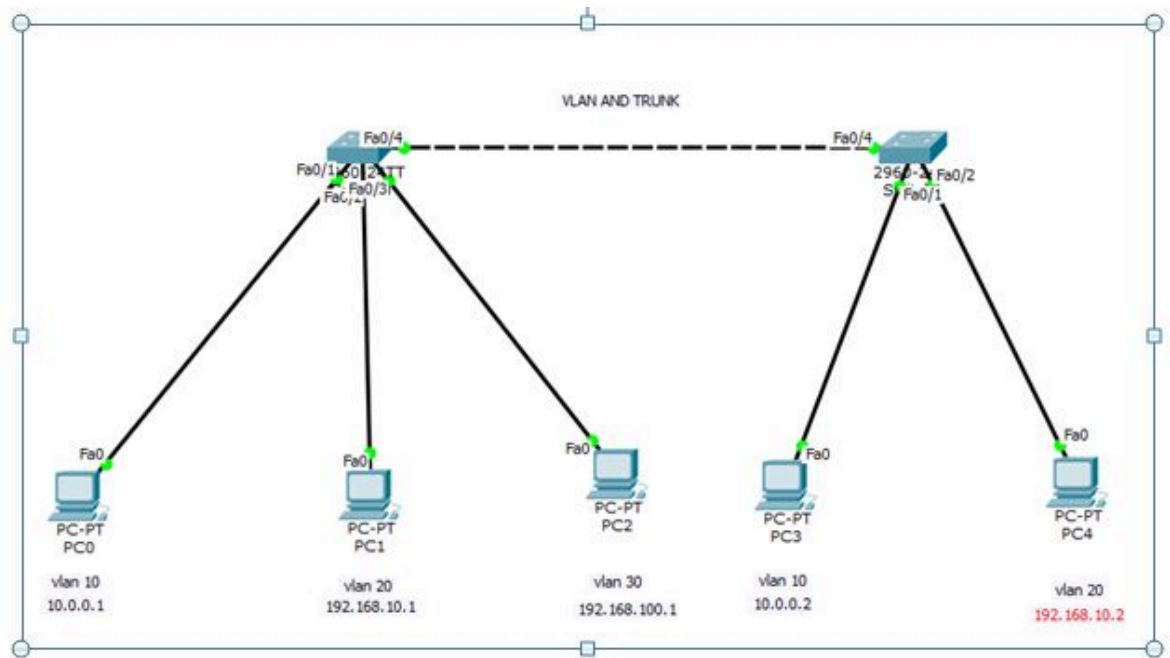 VLAN AND TRUNK
Fa0/4
Fa0/4
Fa0/1
Fa0/3
Fa0/2
Fa0/1
Fa0
Fa0
Fa0
Fa0
Fa0
PC-PT
PC0
PC-PT
PC1
PC-PT
PC2
PC-PT
PC3
PC-PT
PC4
vlan 10
10.0.0.1
vlan 20
192.168.10.1
vlan 30
192.168.100.1
vlan 10
10.0.0.2
vlan 20
192.168.10.2